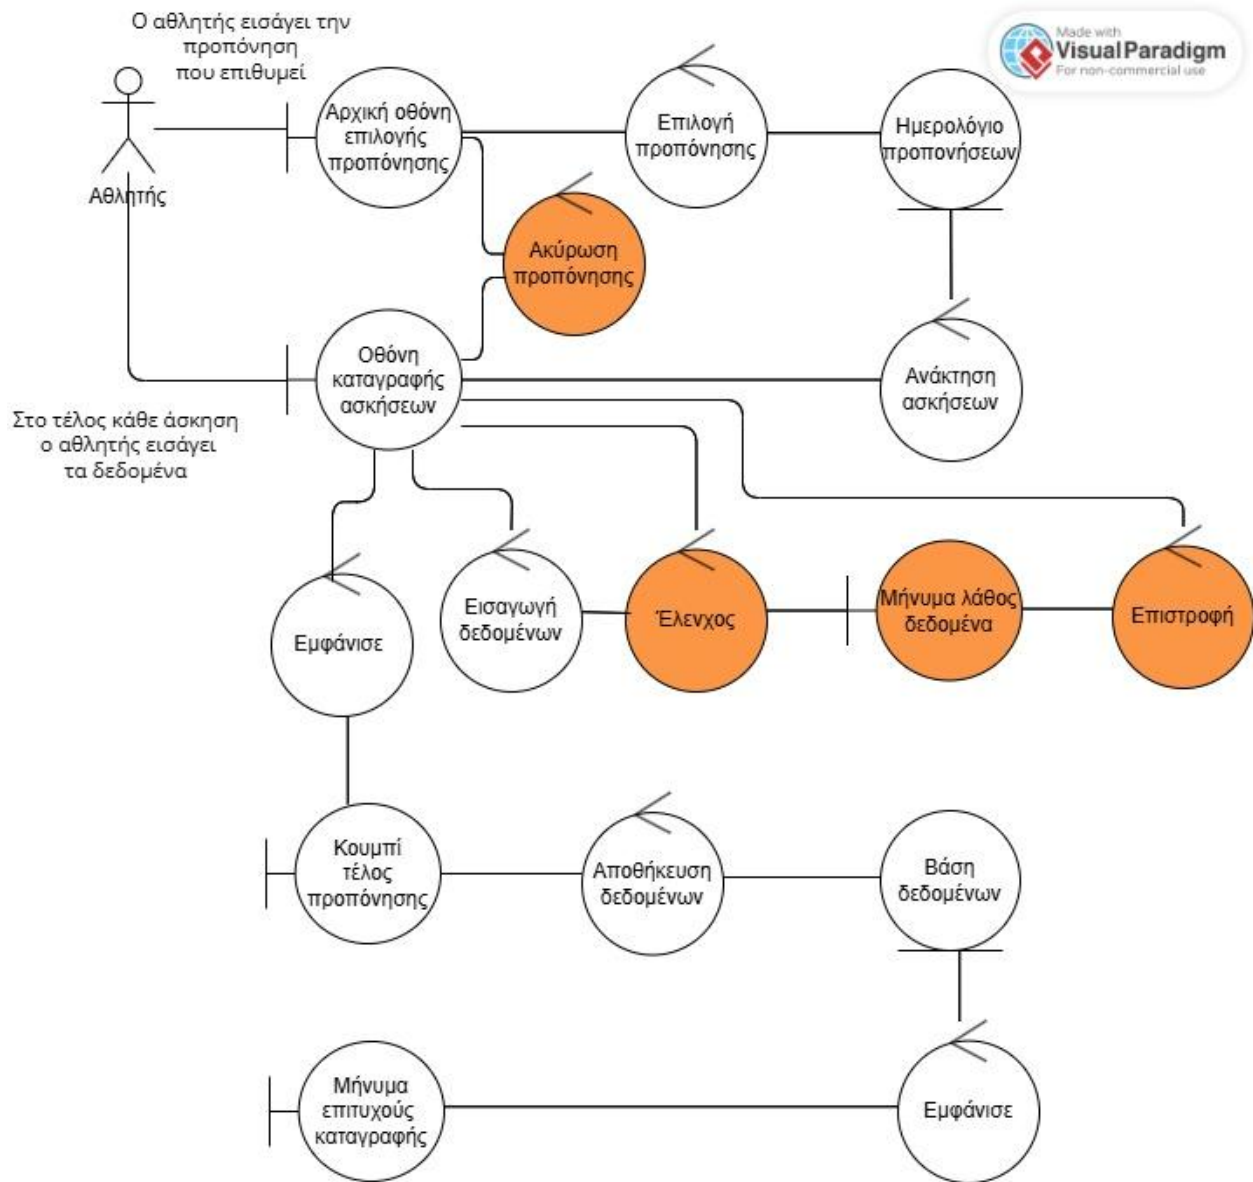 Ο αθλητής εισάγει την
προπόνηση
που επιθυμεί
Made with
Visual Paradigm
For non-commercial use
Αθλητής
Αρχική οθόνη
επιλογής
προπόνησης
Επιλογή
προπόνησης
Ημερολόγιο
προπονήσεων
Ακύρωση
προπόνησης
Οθόνη
καταγραφής
ασκήσεων
Ανάκτηση
ασκήσεων
Στο τέλος κάθε άσκηση
ο αθλητής εισάγει
τα δεδομένα
Εμφάνισε
Εισαγωγή
δεδομένων
Έλενχος
Μήνυμα λάθος
δεδομένα
Επιστροφή
Κουμπί
τέλος
προπόνησης
Αποθήκευση
δεδομένων
Βάση
δεδομένων
Μήνυμα
επιτυχούς
καταγραφής
Εμφάνισε